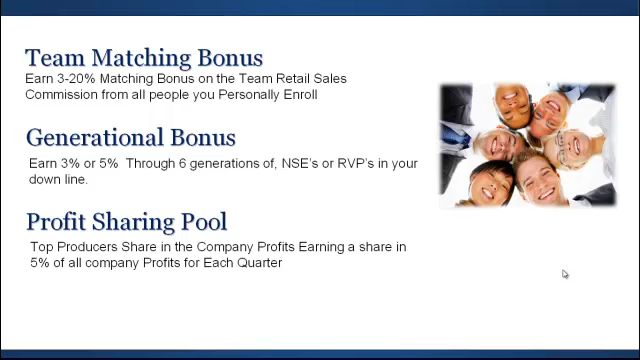 Team Matching Bonus
Earn 3-20% Matching Bonus on the Team Retail Sales
Commission from all people you Personally Enroll
Generational Bonus
Earn 3% or 5%  Through 6 generations of, NSE's or RVP's in your
down line.
Profit Sharing Pool
Top Producers Share in the Company Profits Earning a share in
5% of all company Profits for Each Quarter